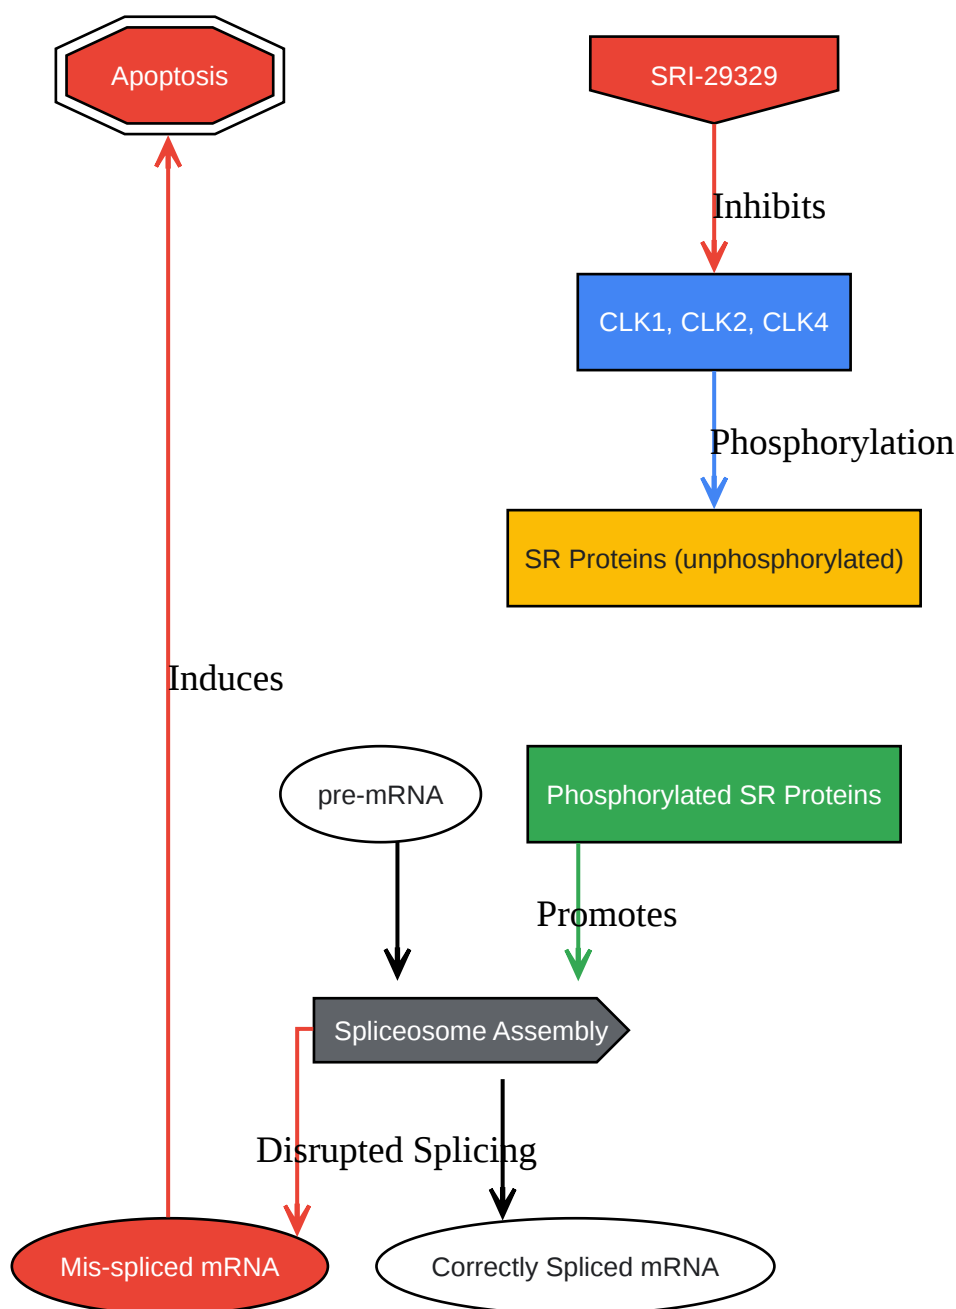 Apoptosis
SRI-29329
Inhibits
CLK1, CLK2, CLK4
Phosphorylation
SR Proteins (unphosphorylated)
Induces
pre-mRNA
Phosphorylated SR Proteins
Promotes
Spliceosome Assembly
Disrupted Splicing
Mis-spliced mRNA
Correctly Spliced mRNA